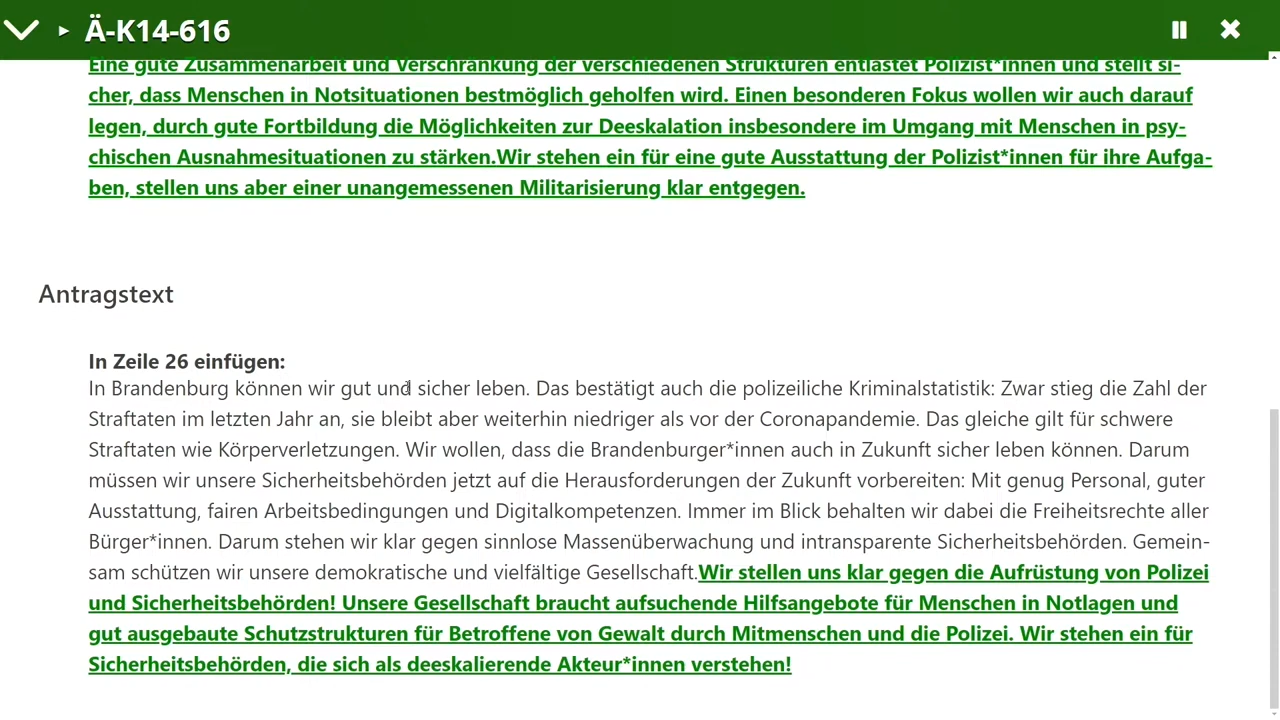 Ä-K14-616
Eine gute Zusammenarbeit und Verschränkung der verschiedenen Strukturen entlastet Polizist*innen und stellt si-
cher, dass Menschen in Notsituationen bestmöglich geholfen wird. Einen besonderen Fokus wollen wir auch darauf
legen, durch gute Fortbildung die Möglichkeiten zur Deeskalation insbesondere im Umgang mit Menschen in psy-
chischen Ausnahmesituationen zu stärken.Wir stehen ein für eine gute Ausstattung der Polizist*innen für ihre Aufga-
ben, stellen uns aber einer unangemessenen Militarisierung klar entgegen.
Antragstext
In Zeile 26 einfügen:
In Brandenburg können wir gut und sicher leben. Das bestätigt auch die polizeiliche Kriminalstatistik: Zwar stieg die Zahl der
Straftaten im letzten Jahr an, sie bleibt aber weiterhin niedriger als vor der Coronapandemie. Das gleiche gilt für schwere
Straftaten wie Körperverletzungen. Wir wollen, dass die Brandenburger*innen auch in Zukunft sicher leben können. Darum
müssen wir unsere Sicherheitsbehörden jetzt auf die Herausforderungen der Zukunft vorbereiten: Mit genug Personal, guter
Ausstattung, fairen Arbeitsbedingungen und Digitalkompetenzen. Immer im Blick behalten wir dabei die Freiheitsrechte aller
Bürger*innen. Darum stehen wir klar gegen sinnlose Massenüberwachung und intransparente Sicherheitsbehörden. Gemein-
sam schützen wir unsere demokratische und vielfältige Gesellschaft.Wir stellen uns klar gegen die Aufrüstung von Polizei
und Sicherheitsbehörden! Unsere Gesellschaft braucht aufsuchende Hilfsangebote für Menschen in Notlagen und
gut ausgebaute Schutzstrukturen für Betroffene von Gewalt durch Mitmenschen und die Polizei. Wir stehen ein für
Sicherheitsbehörden, die sich als deeskalierende Akteur*innen verstehen!